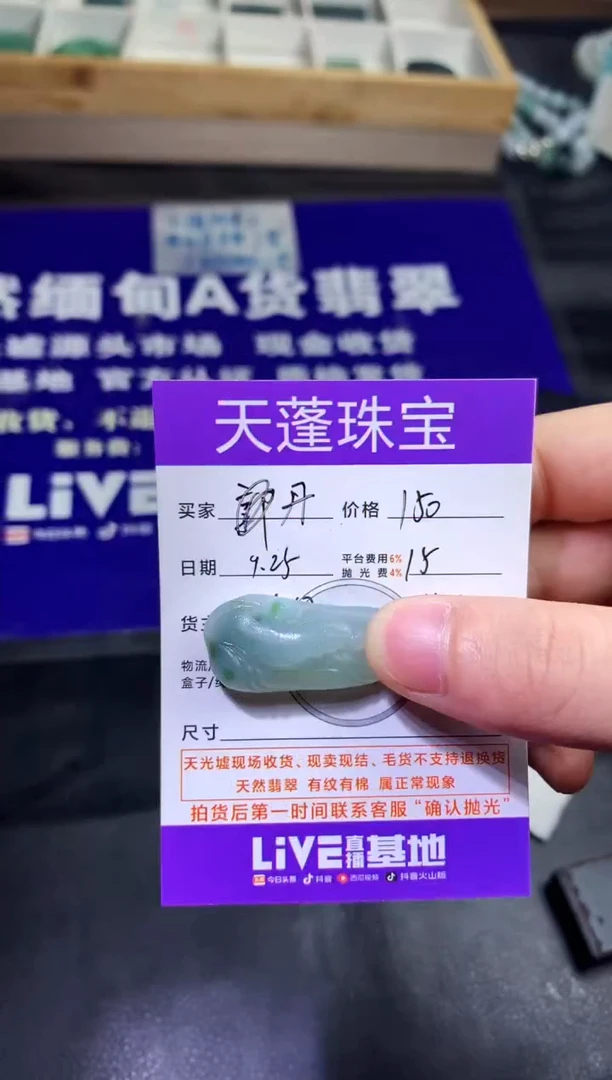 缅甸A货翡翠
源头市场 现金收货
基地
LiVE
天蓬珠宝
买家 郭丹 价格 150
日期 9.25 平台费用6% 抛光费4% 15
货主
物流/
盒子/
尺寸
天光墟现场收货、现卖现结、毛货不支持退换货
天然翡翠 有纹有棉 属正常现象
拍货后第一时间联系客服“确认抛光”
LiVE直播基地
今日头条 抖音 西瓜视频 抖音火山版